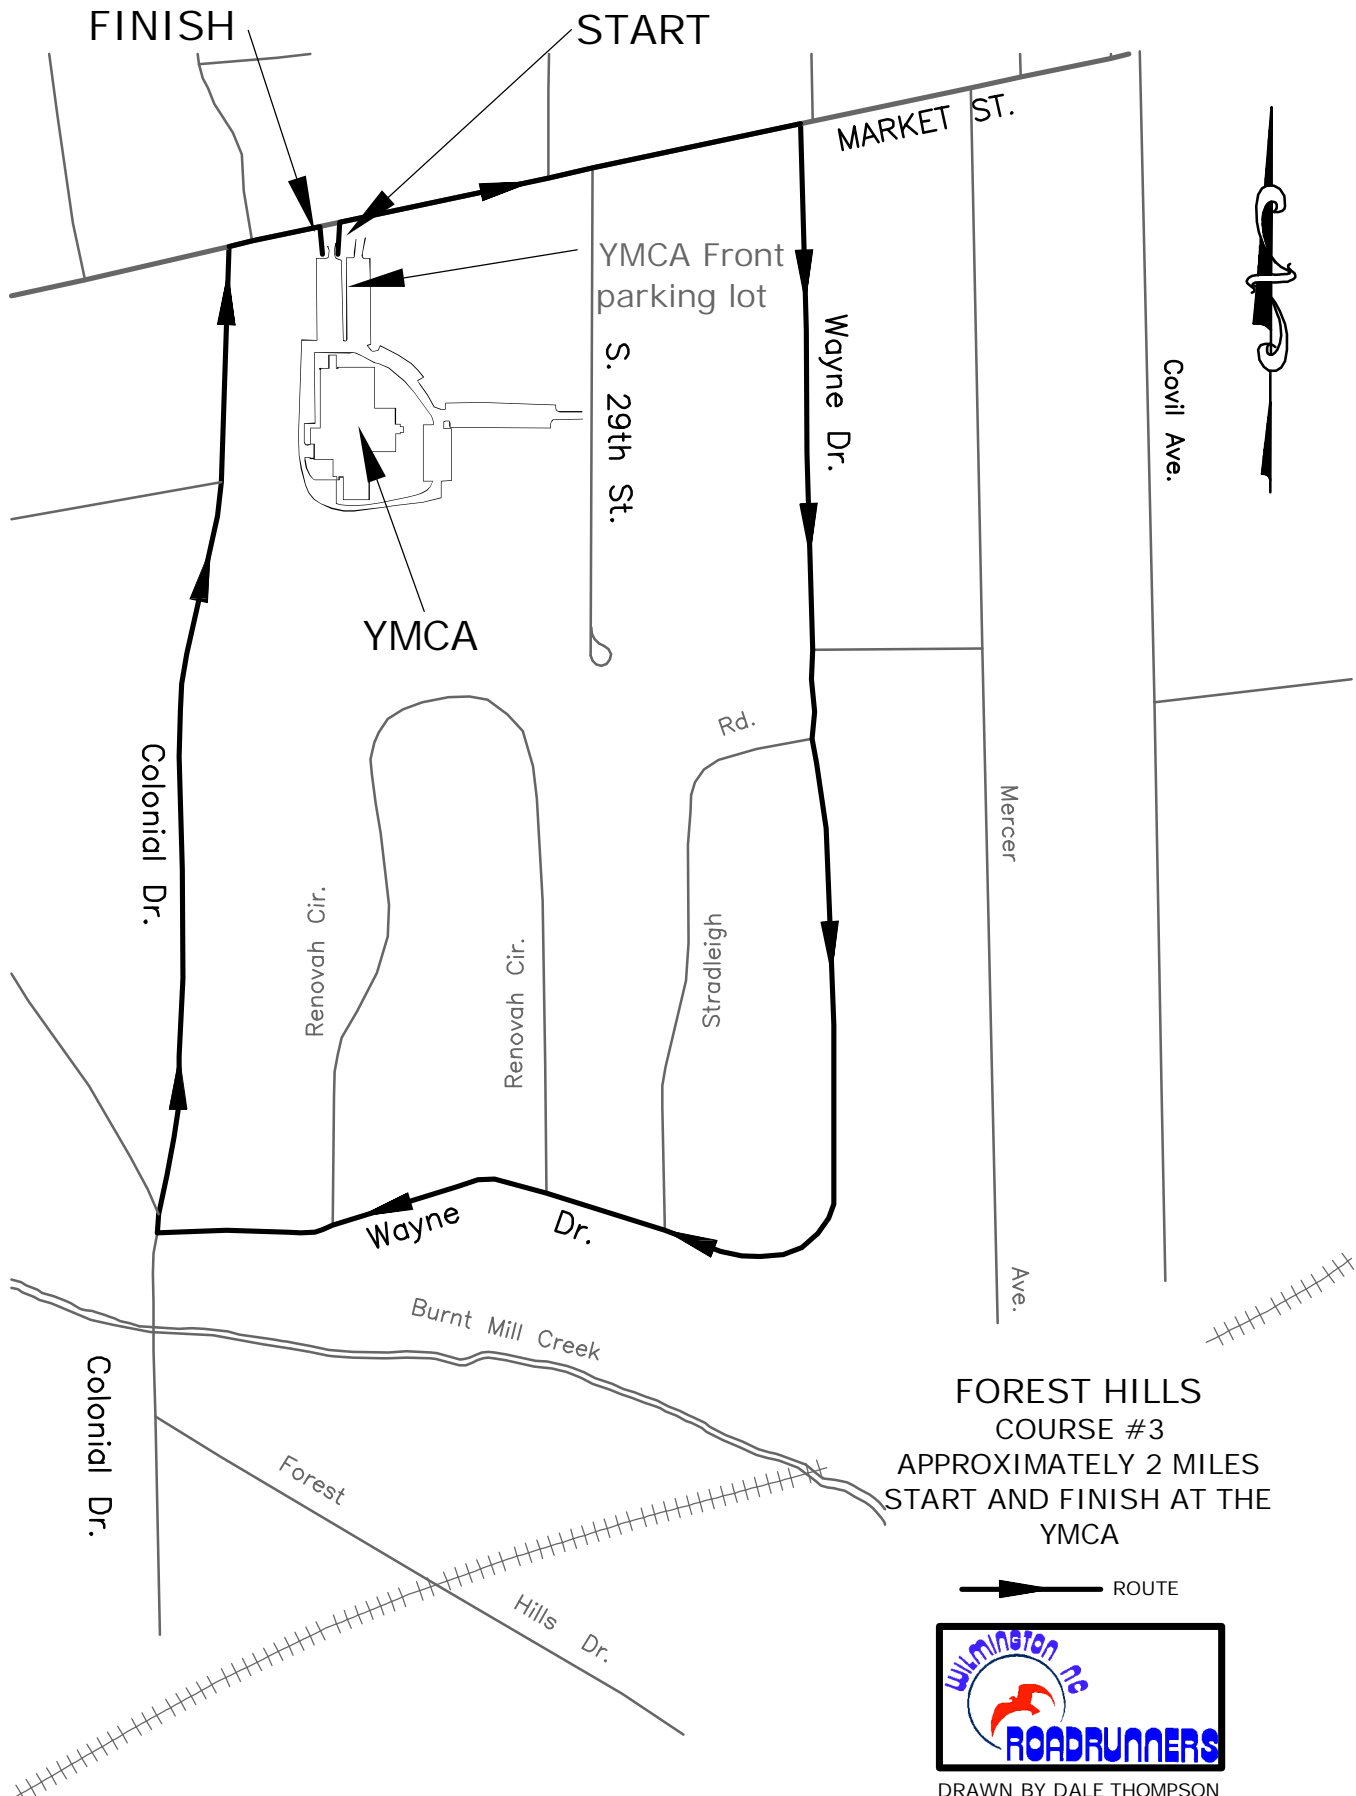 FINISH
START
MARKET ST.
YMCA Front
parking lot
Wayne Dr.
S. 29th St.
Covil Ave.
YMCA
Rd.
Colonial Dr.
Mercer
Renovah Cir.
Renovah Cir.
Stradleigh
Wayne Dr.
Ave.
Burnt Mill Creek
Colonial Dr.
Forest
Hills Dr.
FOREST HILLS
COURSE #3
APPROXIMATELY 2 MILES
START AND FINISH AT THE
YMCA
ROUTE
WILMINGTON NC
ROADRUNNERS
DRAWN BY DALE THOMPSON